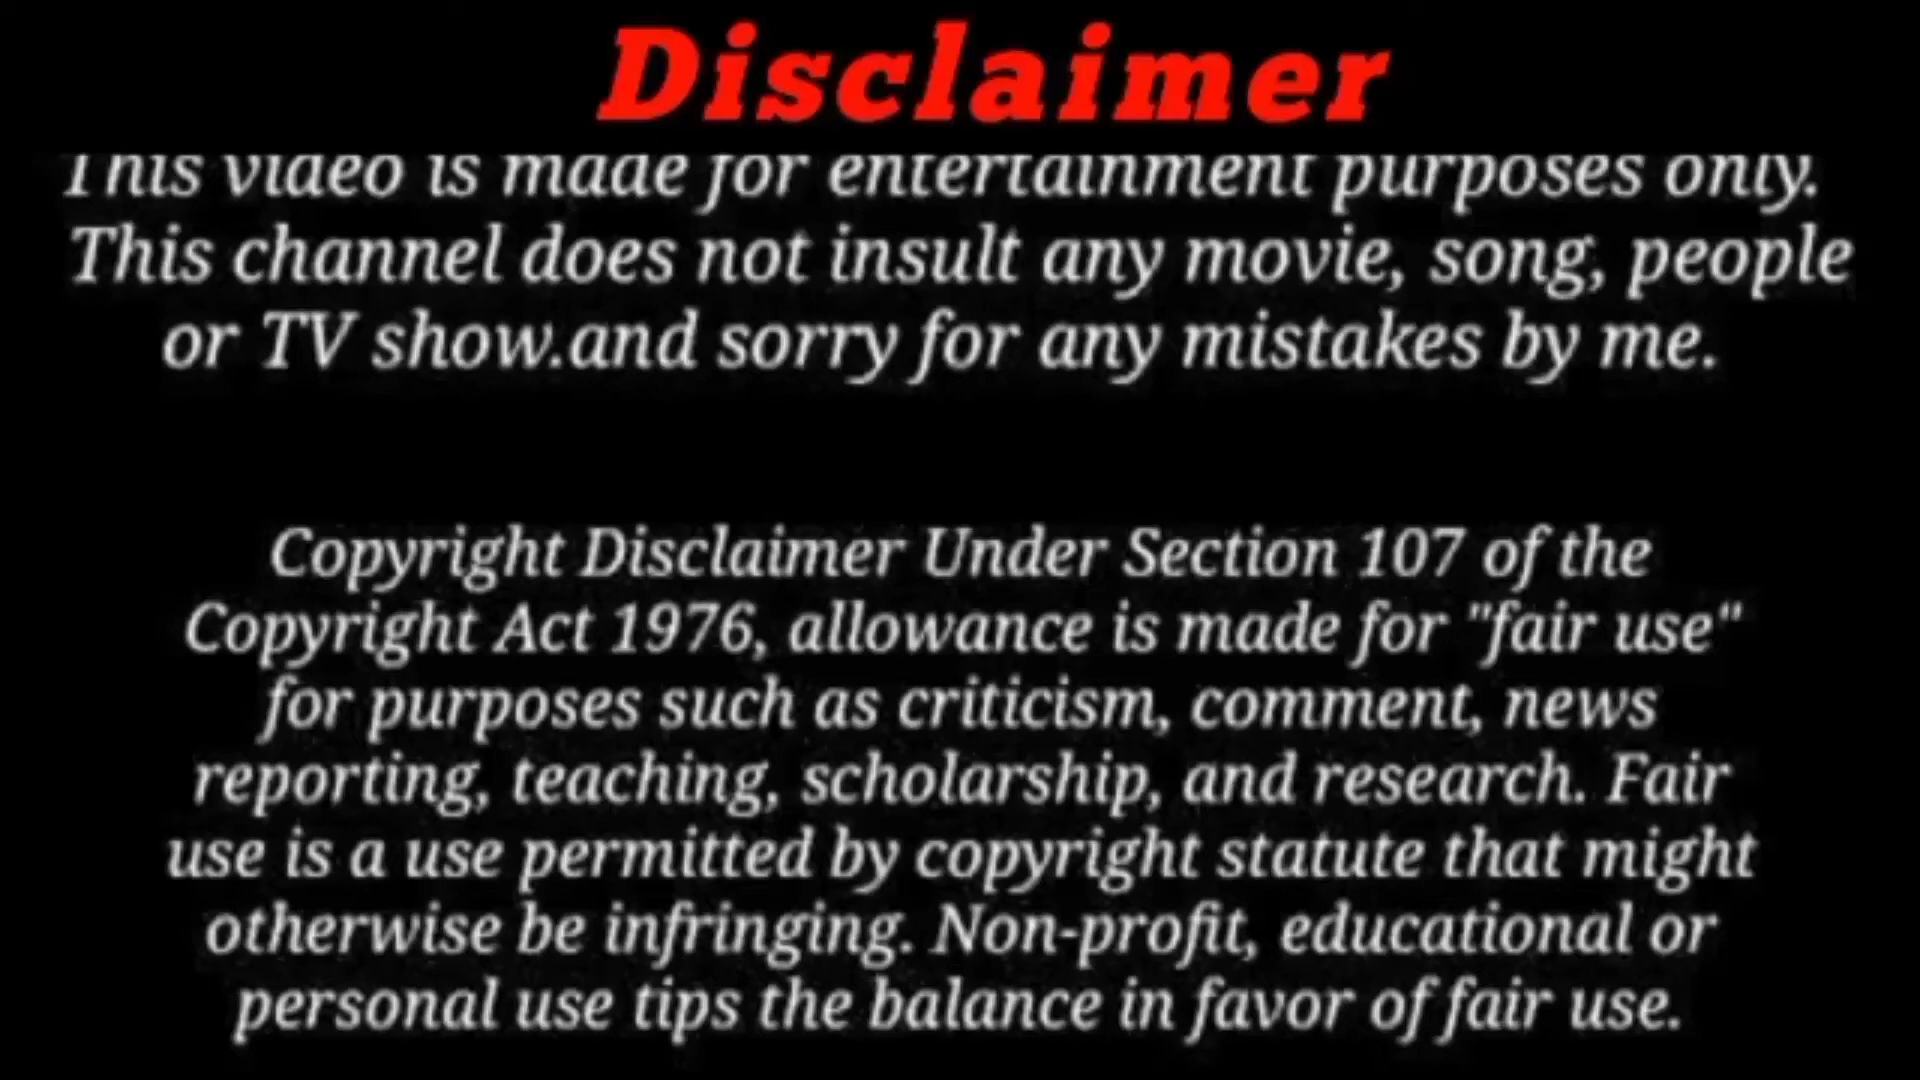 Disclaimer
This video is made for entertainment purposes only.
This channel does not insult any movie, song, people
or TV show.and sorry for any mistakes by me.
Copyright Disclaimer Under Section 107 of the
Copyright Act 1976, allowance is made for "fair use"
for purposes such as criticism, comment, news
reporting, teaching, scholarship, and research. Fair
use is a use permitted by copyright statute that might
otherwise be infringing. Non-profit, educational or
personal use tips the balance in favor of fair use.